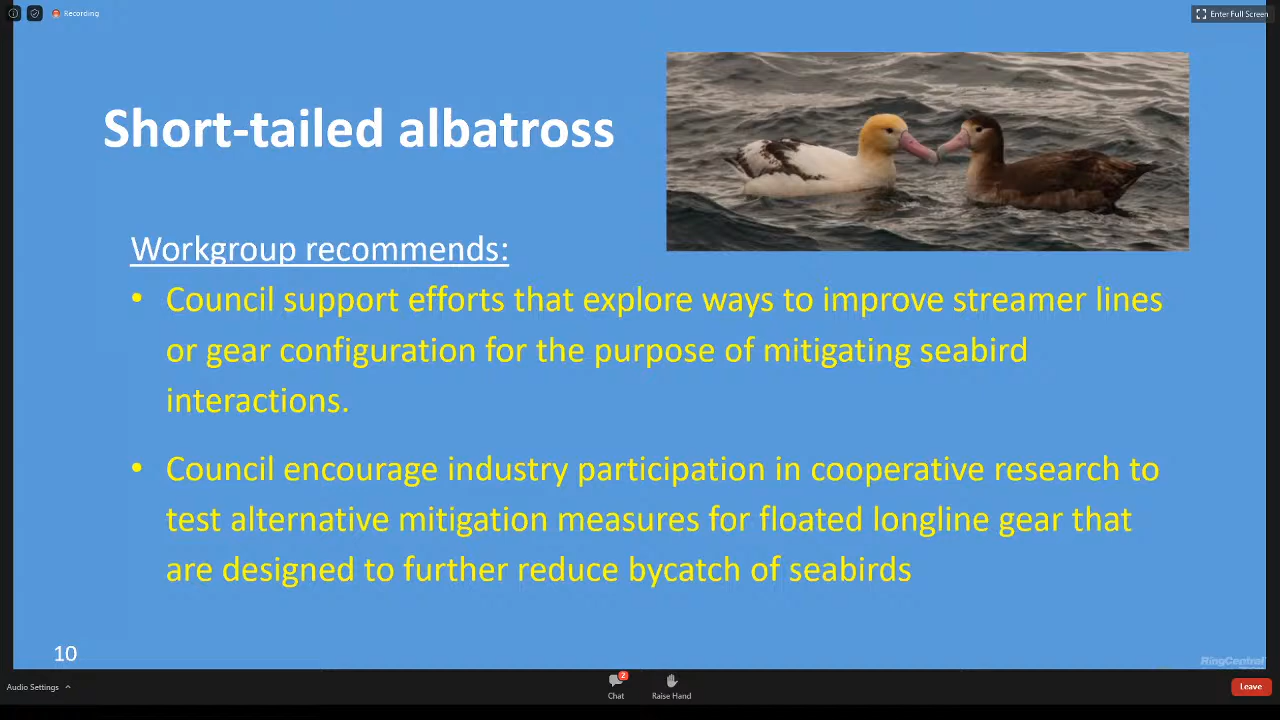 Recording
Enter Full Screen
Short-tailed albatross
Workgroup recommends:
• Council support efforts that explore ways to improve streamer lines
or gear configuration for the purpose of mitigating seabird
interactions.
• Council encourage industry participation in cooperative research to
test alternative mitigation measures for floated longline gear that
are designed to further reduce bycatch of seabirds
10
RingCentral
Audio Settings
2
Chat
Raise Hand
Leave